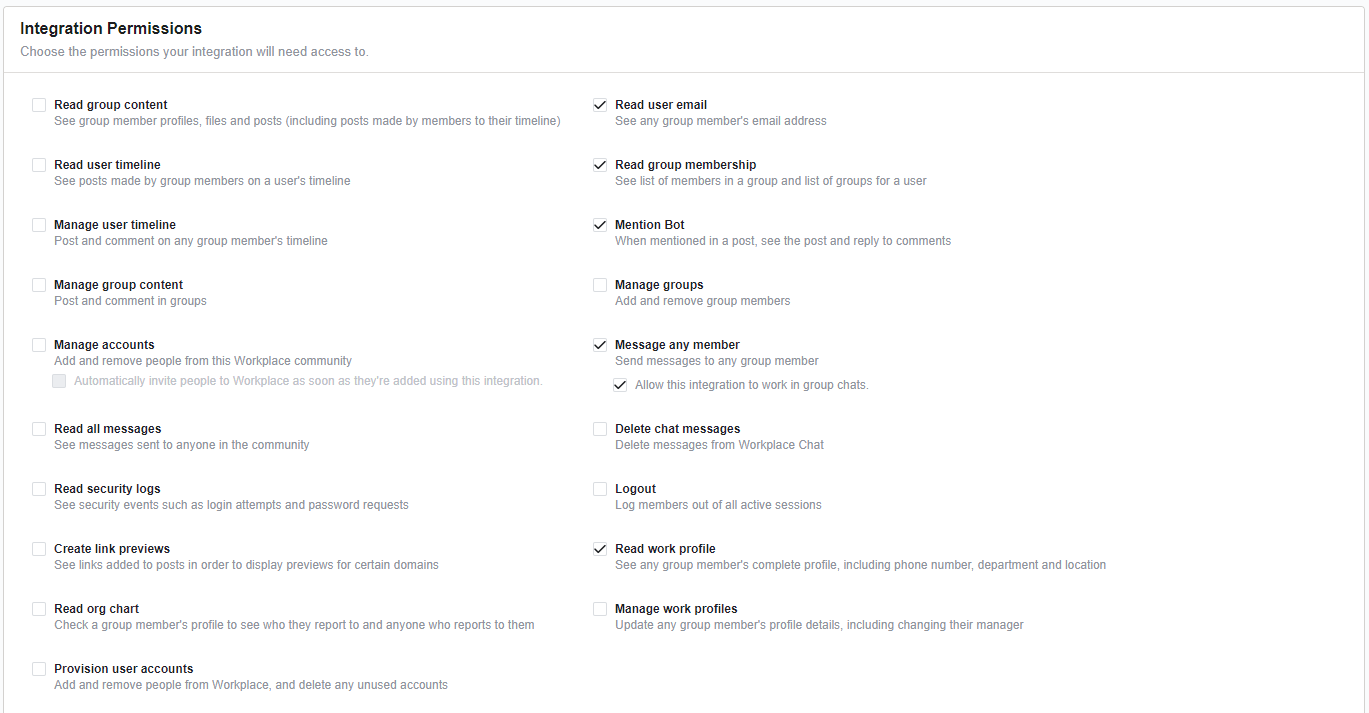 Integration Permissions
Choose the permissions your integration will need access to.
Read group content
See group member profiles, files and posts (including posts made by members to their timeline)
Read user email
See any group member's email address
Read user timeline
See posts made by group members on a user's timeline
Read group membership
See list of members in a group and list of groups for a user
Manage user timeline
Post and comment on any group member's timeline
Mention Bot
When mentioned in a post, see the post and reply to comments
Manage group content
Post and comment in groups
Manage groups
Add and remove group members
Manage accounts
Add and remove people from this Workplace community
Automatically invite people to Workplace as soon as they're added using this integration.
Message any member
Send messages to any group member
Allow this integration to work in group chats.
Read all messages
See messages sent to anyone in the community
Delete chat messages
Delete messages from Workplace Chat
Read security logs
See security events such as login attempts and password requests
Logout
Log members out of all active sessions
Create link previews
See links added to posts in order to display previews for certain domains
Read work profile
See any group member's complete profile, including phone number, department and location
Read org chart
Check a group member's profile to see who they report to and anyone who reports to them
Manage work profiles
Update any group member's profile details, including changing their manager
Provision user accounts
Add and remove people from Workplace, and delete any unused accounts